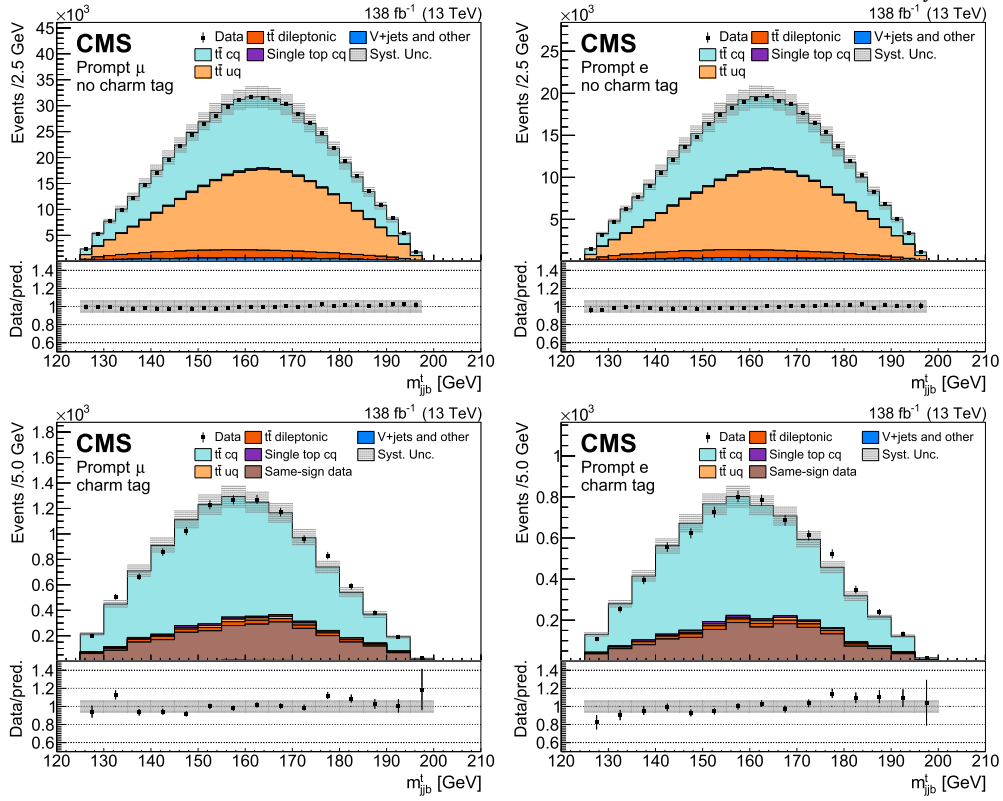 ×10³ 138 fb⁻¹ (13 TeV)
CMS
Prompt μ
no charm tag
Data tt̄ dileptonic V+jets and other
tt̄ cq Single top cq Syst. Unc.
tt̄ uq
Events /2.5 GeV
45
40
35
30
25
20
15
10
5
Data/pred.
1.4
1.2
1
0.8
0.6
120 130 140 150 160 170 180 190 200 210
mᵗjjb [GeV]
×10³ 138 fb⁻¹ (13 TeV)
CMS
Prompt e
no charm tag
Data tt̄ dileptonic V+jets and other
tt̄ cq Single top cq Syst. Unc.
tt̄ uq
Events /2.5 GeV
25
20
15
10
5
Data/pred.
1.4
1.2
1
0.8
0.6
120 130 140 150 160 170 180 190 200 210
mᵗjjb [GeV]
×10³ 138 fb⁻¹ (13 TeV)
CMS
Prompt μ
charm tag
Data tt̄ dileptonic V+jets and other
tt̄ cq Single top cq Syst. Unc.
tt̄ uq Same-sign data
Events /5.0 GeV
1.8
1.6
1.4
1.2
1
0.8
0.6
0.4
0.2
Data/pred.
1.4
1.2
1
0.8
0.6
120 130 140 150 160 170 180 190 200 210
mᵗjjb [GeV]
×10³ 138 fb⁻¹ (13 TeV)
CMS
Prompt e
charm tag
Data tt̄ dileptonic V+jets and other
tt̄ cq Single top cq Syst. Unc.
tt̄ uq Same-sign data
Events /5.0 GeV
1
0.8
0.6
0.4
0.2
Data/pred.
1.4
1.2
1
0.8
0.6
120 130 140 150 160 170 180 190 200 210
mᵗjjb [GeV]